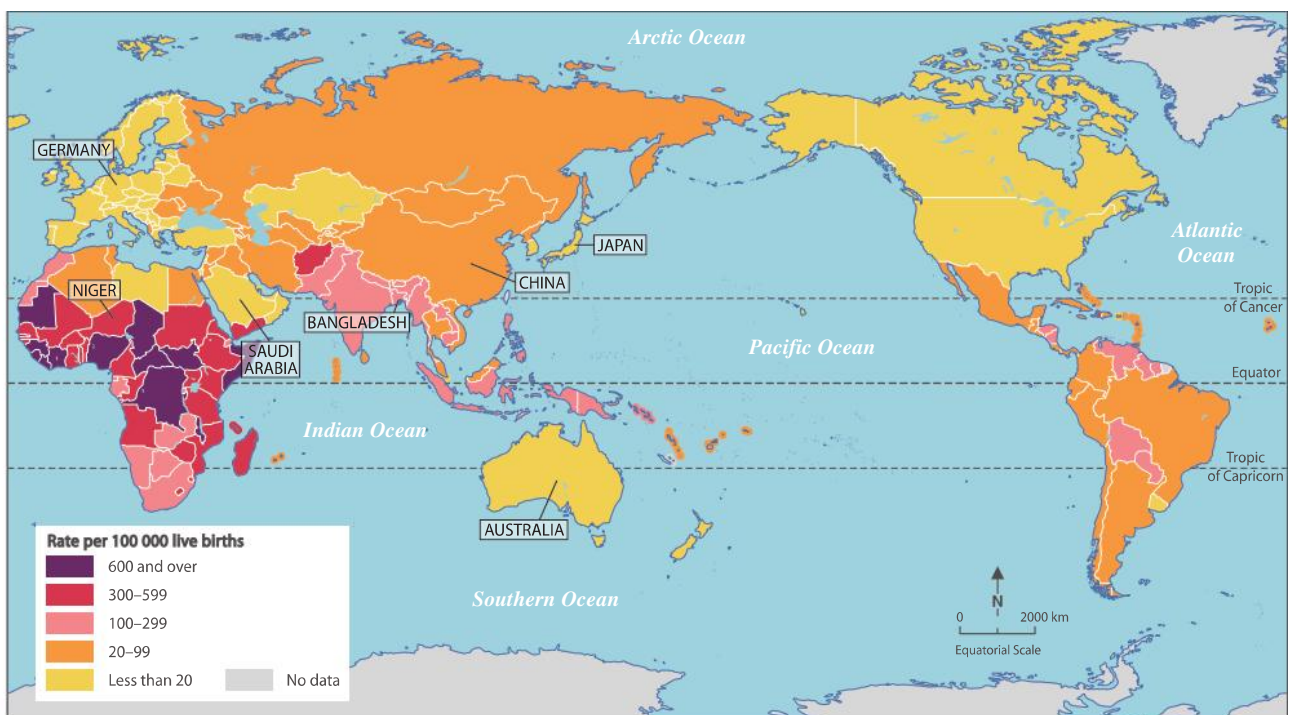 Arctic Ocean
GERMANY
JAPAN
Atlantic
Ocean
CHINA
NIGER
Tropic
of Cancer
BANGLADESH
SAUDI
ARABIA
Pacific Ocean
Equator
Indian Ocean
Tropic
of Capricorn
AUSTRALIA
Rate per 100 000 live births
600 and over
300–599
100–299
20–99
Less than 20
No data
Southern Ocean
N
0 2000 km
Equatorial Scale